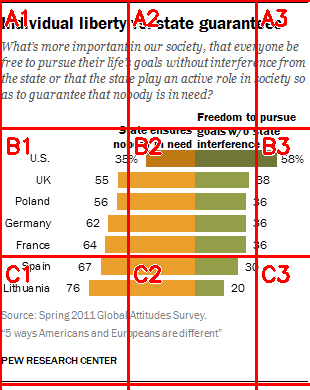 A1
A2
A3
Individual liberty vs. state guarantees
What's more important in our society, that everyone be
free to pursue their life's goals without interference from
the state or that the state play an active role in society so
as to guarantee that nobody is in need?
Freedom to pursue
State ensures goals w/o state
nobody in need interference
B1
B2
B3
U.S. 35% 58%
UK 55 38
Poland 56 36
Germany 62 36
France 64 36
C1
C2
C3
Spain 67 30
Lithuania 76 20
Source: Spring 2011 Global Attitudes Survey.
"5 ways Americans and Europeans are different"
PEW RESEARCH CENTER